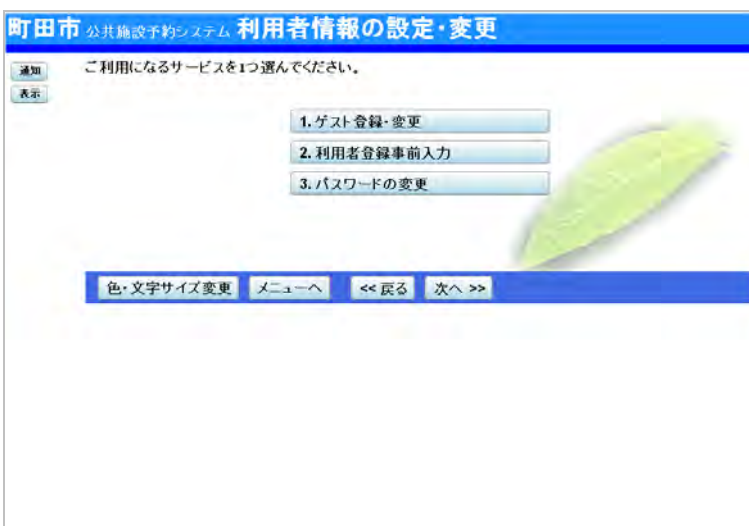 町田市 公共施設予約システム 利用者情報の設定・変更
通知
ご利用になるサービスを1つ選んでください。
表示
1. ゲスト登録・変更
2. 利用者登録事前入力
3. パスワードの変更
色・文字サイズ変更 メニューへ << 戻る 次へ >>